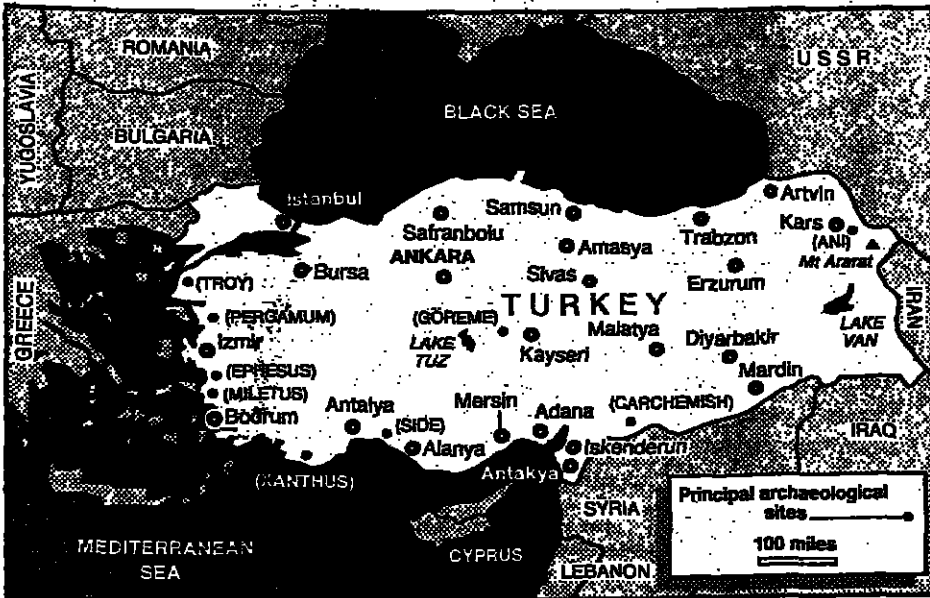 ROMANIA
USSR
YUGOSLAVIA
BLACK SEA
BULGARIA
Istanbul
Artvin
Samsun
Safranbolu
Trabzon
Kars
(ANI)
Amasya
ANKARA
Mt Ararat
Bursa
Sivas
Erzurum
(TROY)
TURKEY
GREECE
IRAN
(PERGAMUM)
(GÖREME)
LAKE
VAN
Izmir
LAKE
TUZ
Malatya
Diyarbakir
Kayseri
(EPHESUS)
Mardin
(MILETUS)
Bodrum
Antalya
(SIDE)
Mersin
Adana
(CARCHEMISH)
IRAQ
Alanya
Iskenderun
(XANTHUS)
Antakya
Principal archaeological
sites
SYRIA
100 miles
MEDITERRANEAN
SEA
CYPRUS
LEBANON